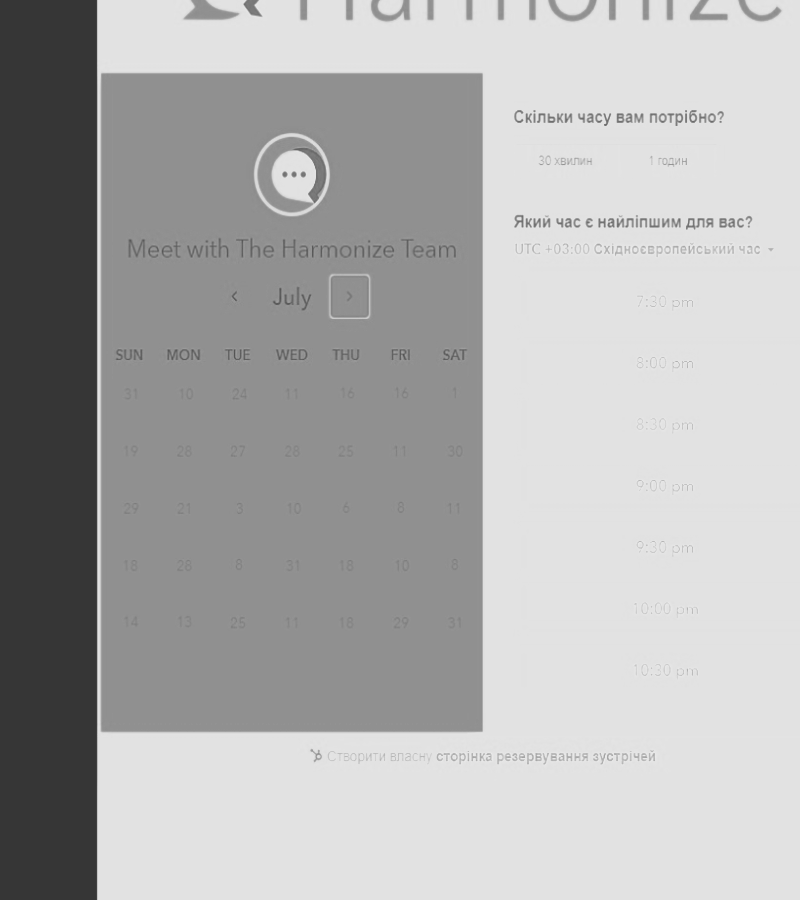 Harmonize
Meet with The Harmonize Team
July
SUN MON TUE WED THU FRI SAT
31 10 24 11 16 16 1
19 28 27 28 25 11 30
29 21 3 10 6 8 11
18 28 8 31 18 10 8
14 13 25 11 18 29 31
Скільки часу вам потрібно?
30 хвилин 1 годин
Який час є найліпшим для вас?
UTC +03:00 Східноєвропейський час
7:30 pm
8:00 pm
8:30 pm
9:00 pm
9:30 pm
10:00 pm
10:30 pm
Створити власну сторінка резервування зустрічей